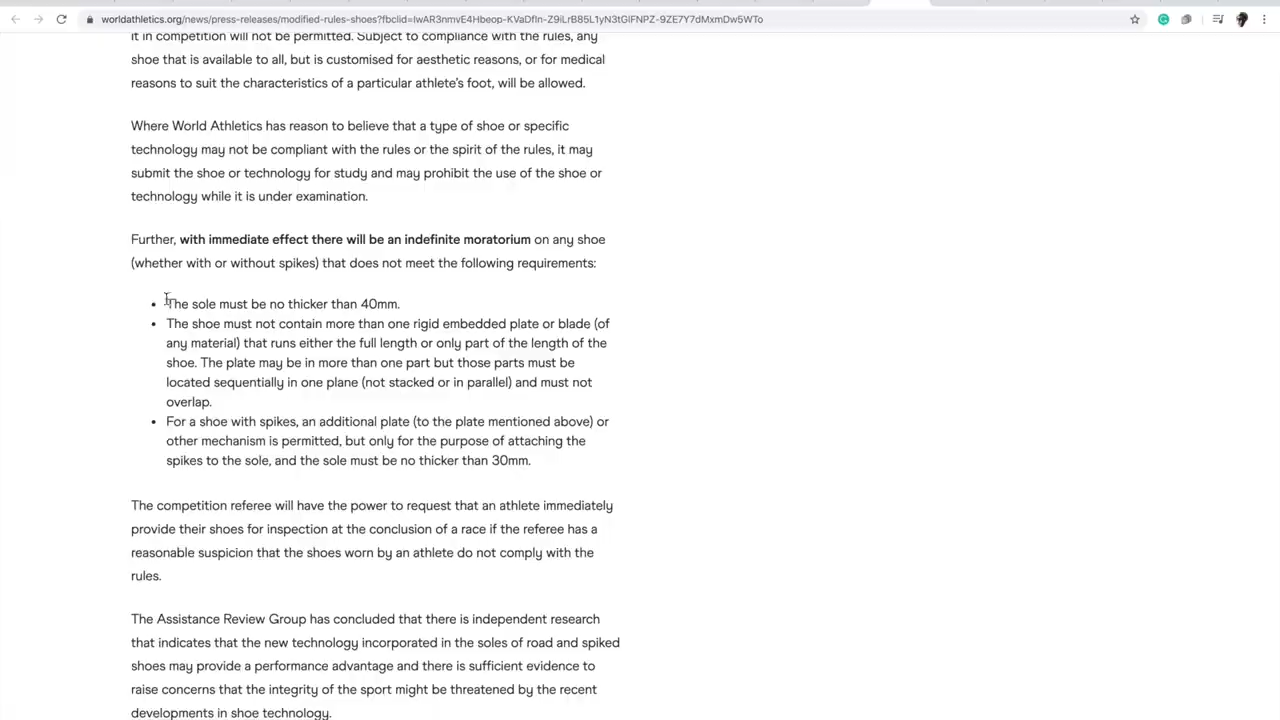 worldathletics.org/news/press-releases/modified-rules-shoes?fbclid=IwAR3nmvE4Hbeop-KVaDfIn-Z9iLrB85L1yN3tGlFNPZ-9ZE7Y7dMxmDw5WTo
it in competition will not be permitted. Subject to compliance with the rules, any
shoe that is available to all, but is customised for aesthetic reasons, or for medical
reasons to suit the characteristics of a particular athlete's foot, will be allowed.
Where World Athletics has reason to believe that a type of shoe or specific
technology may not be compliant with the rules or the spirit of the rules, it may
submit the shoe or technology for study and may prohibit the use of the shoe or
technology while it is under examination.
Further, with immediate effect there will be an indefinite moratorium on any shoe
(whether with or without spikes) that does not meet the following requirements:
• The sole must be no thicker than 40mm.
• The shoe must not contain more than one rigid embedded plate or blade (of
any material) that runs either the full length or only part of the length of the
shoe. The plate may be in more than one part but those parts must be
located sequentially in one plane (not stacked or in parallel) and must not
overlap.
• For a shoe with spikes, an additional plate (to the plate mentioned above) or
other mechanism is permitted, but only for the purpose of attaching the
spikes to the sole, and the sole must be no thicker than 30mm.
The competition referee will have the power to request that an athlete immediately
provide their shoes for inspection at the conclusion of a race if the referee has a
reasonable suspicion that the shoes worn by an athlete do not comply with the
rules.
The Assistance Review Group has concluded that there is independent research
that indicates that the new technology incorporated in the soles of road and spiked
shoes may provide a performance advantage and there is sufficient evidence to
raise concerns that the integrity of the sport might be threatened by the recent
developments in shoe technology.